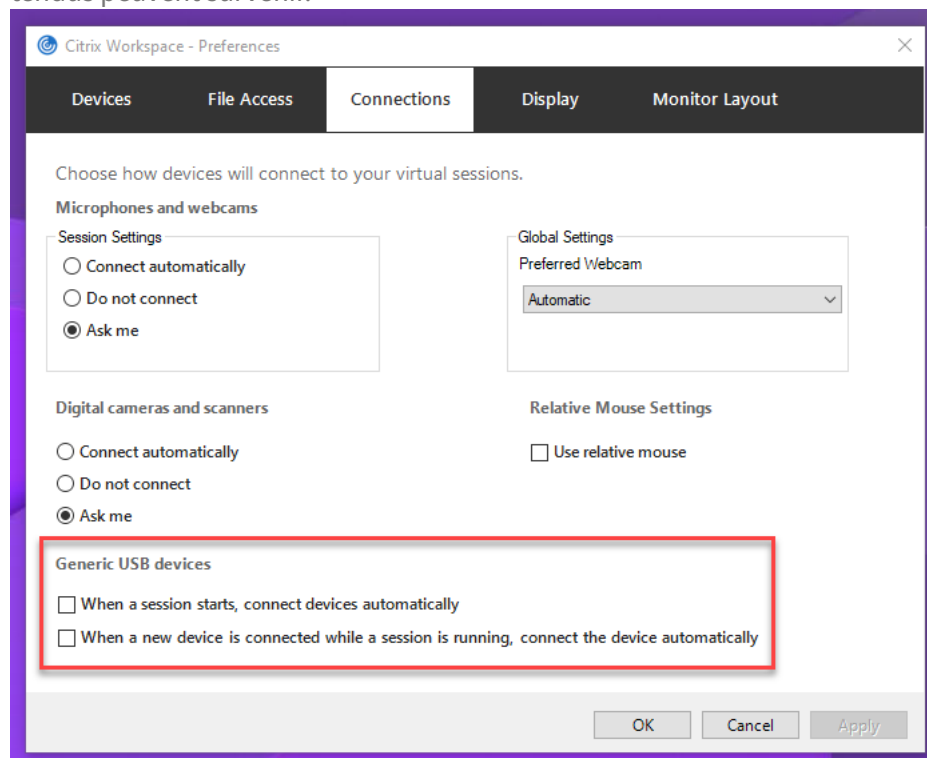 Citrix Workspace - Preferences
Devices File Access Connections Display Monitor Layout
Choose how devices will connect to your virtual sessions.
Microphones and webcams
Session Settings
Connect automatically
Do not connect
Ask me
Global Settings
Preferred Webcam
Automatic
Digital cameras and scanners
Connect automatically
Do not connect
Ask me
Relative Mouse Settings
Use relative mouse
Generic USB devices
When a session starts, connect devices automatically
When a new device is connected while a session is running, connect the device automatically
OK Cancel Apply